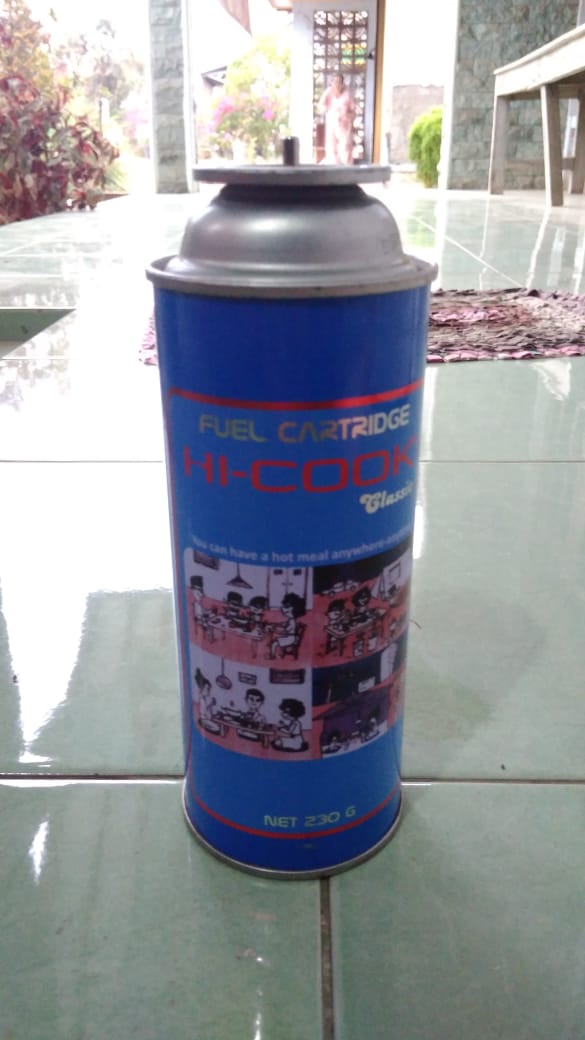 FUEL CARTRIDGE
HI-COOK
Classic
You can have a hot meal anywhere-
NET 230 G